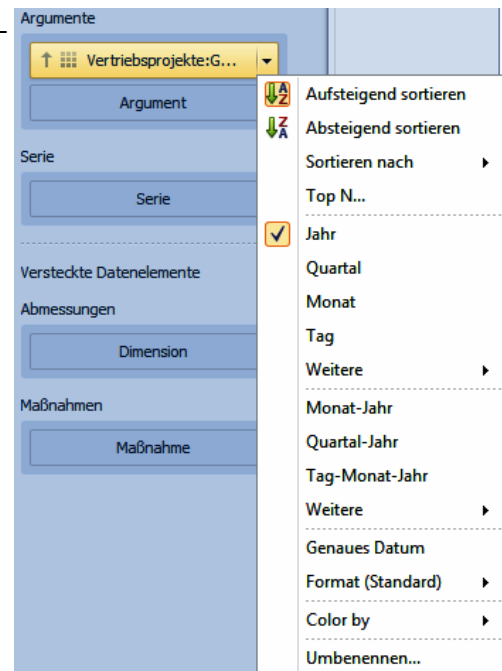 Argumente
Vertriebsprojekte:G...
Argument
Serie
Serie
Versteckte Datenelemente
Abmessungen
Dimension
Maßnahmen
Maßnahme
Aufsteigend sortieren
Absteigend sortieren
Sortieren nach
Top N...
Jahr
Quartal
Monat
Tag
Weitere
Monat-Jahr
Quartal-Jahr
Tag-Monat-Jahr
Weitere
Genaues Datum
Format (Standard)
Color by
Umbenennen...